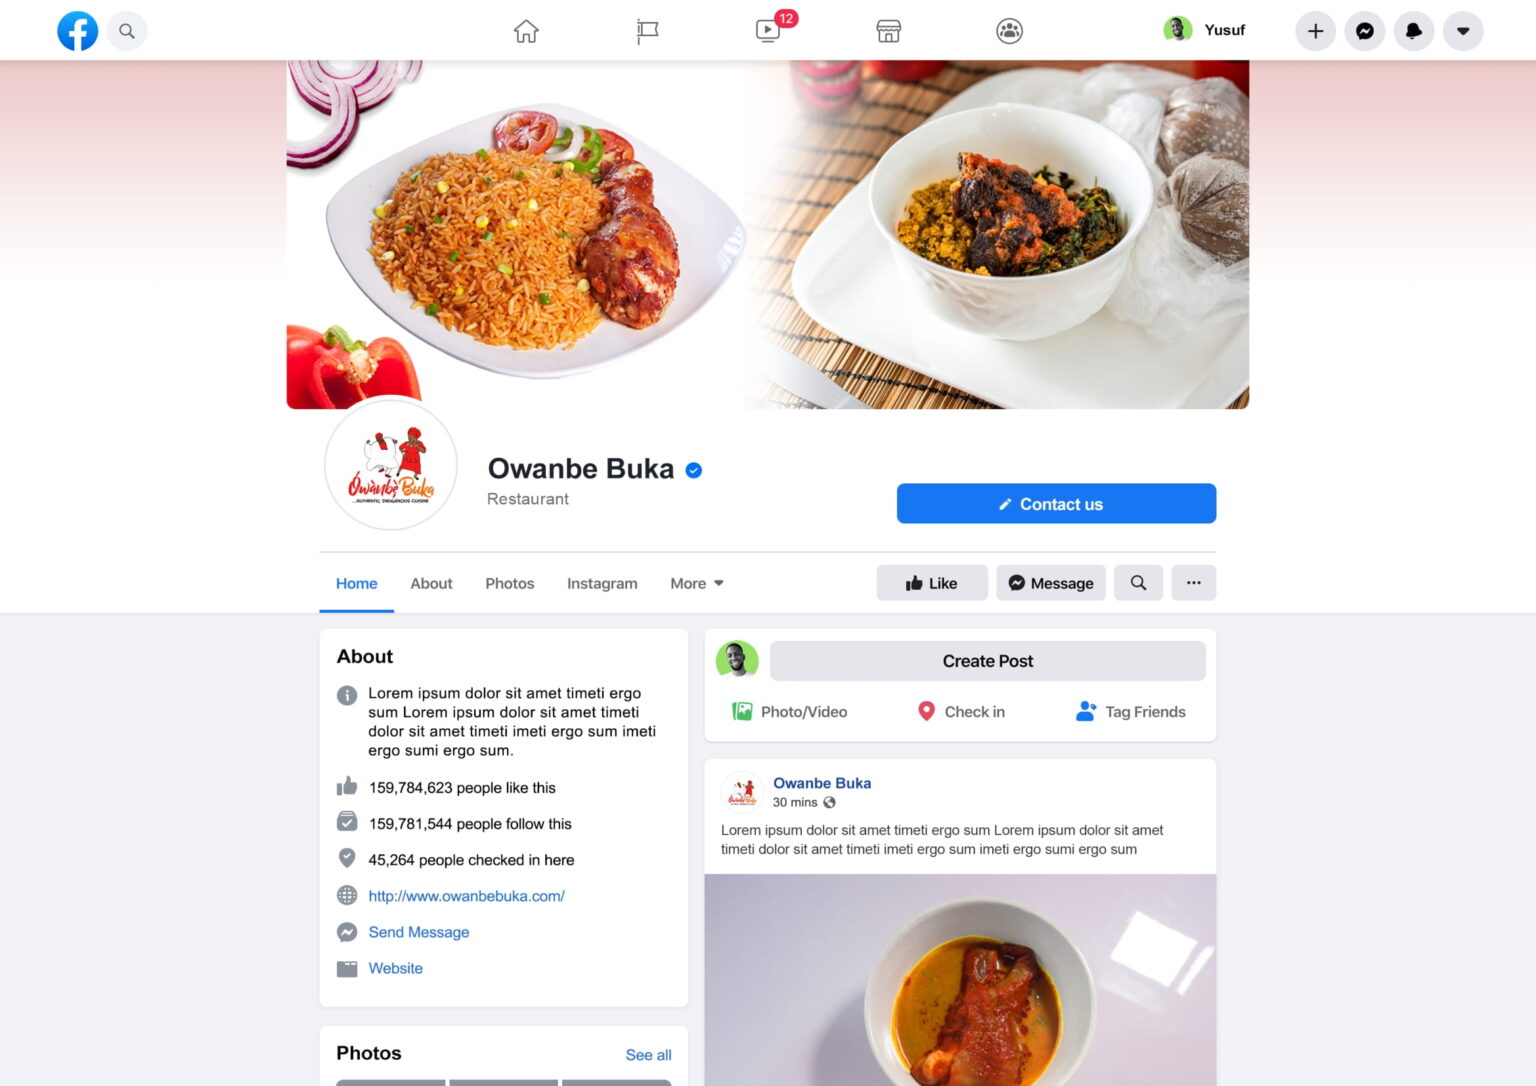 12
Yusuf
Ówànbẹ̀ Buka
...AUTHENTIC INDIGENOUS CUISINE
Owanbe Buka
Restaurant
Contact us
Home
About
Photos
Instagram
More
Like
Message
About
Lorem ipsum dolor sit amet timeti ergo
sum Lorem ipsum dolor sit amet timeti
dolor sit amet timeti imeti ergo sum imeti
ergo sumi ergo sum.
159,784,623 people like this
159,781,544 people follow this
45,264 people checked in here
http://www.owanbebuka.com/
Send Message
Website
Photos
See all
Create Post
Photo/Video
Check in
Tag Friends
Owanbe Buka
30 mins
Lorem ipsum dolor sit amet timeti ergo sum Lorem ipsum dolor sit amet
timeti dolor sit amet timeti imeti ergo sum imeti ergo sumi ergo sum